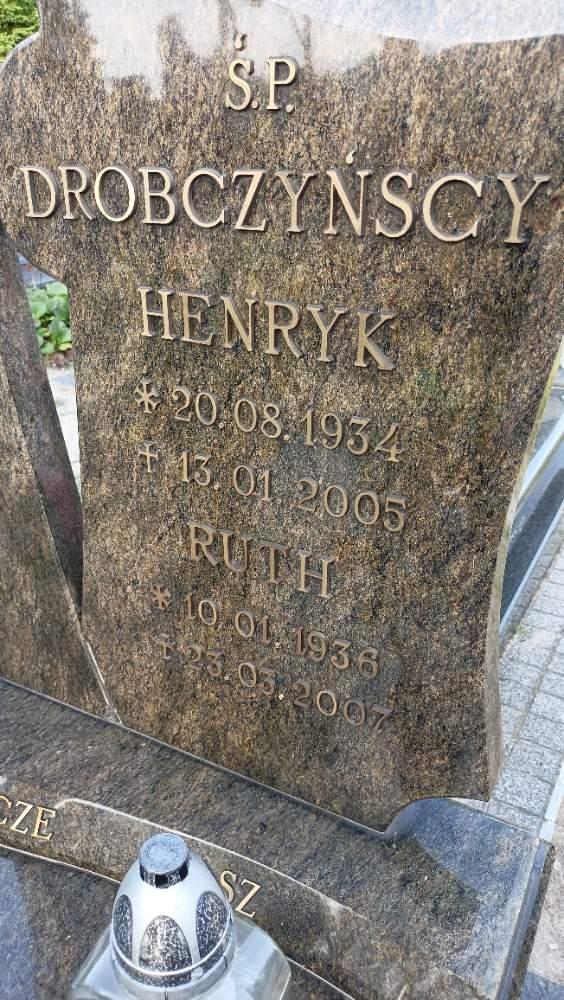 Ś.P.
DROBCZYŃSCY
HENRYK
* 20.08.1934
† 13.01.2005
RUTH
* 10.01.1936
† 23.03.2007